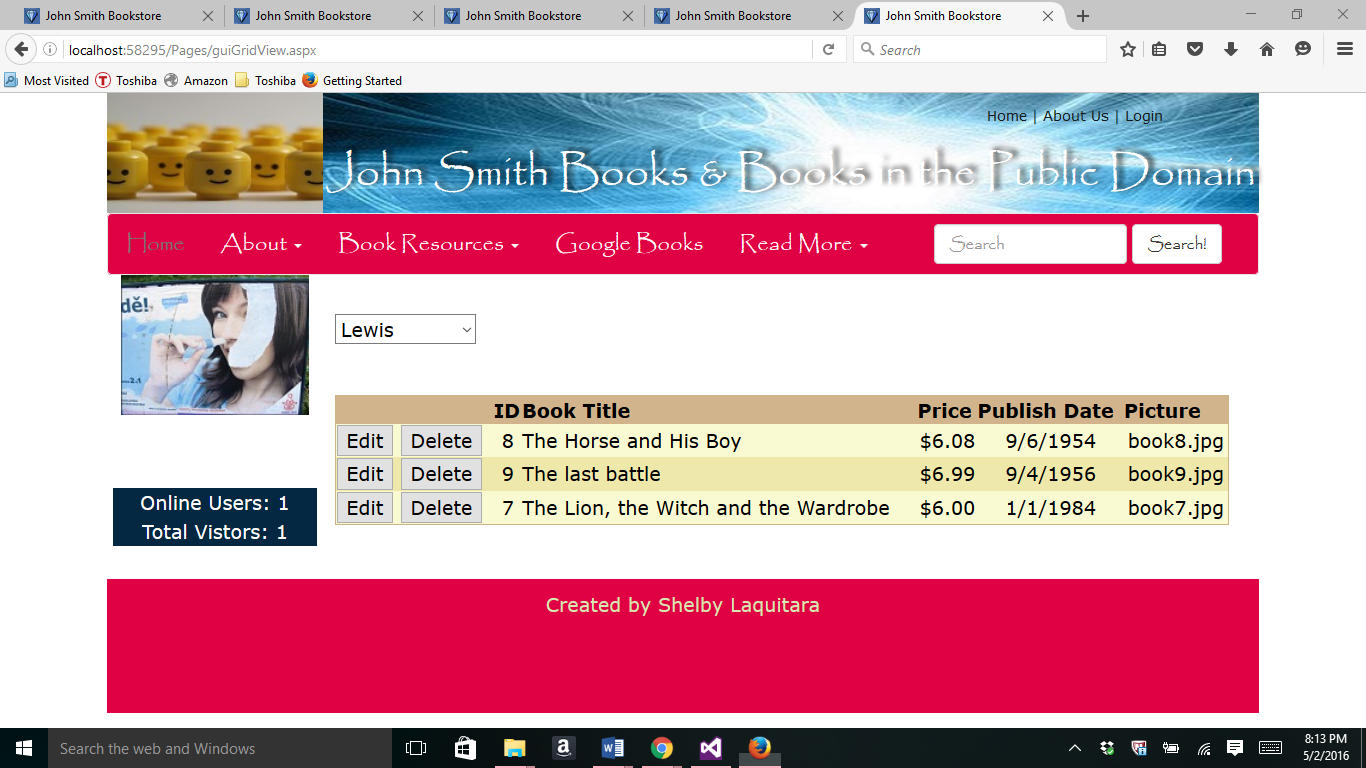 John Smith Bookstore John Smith Bookstore John Smith Bookstore John Smith Bookstore John Smith Bookstore
localhost:58295/Pages/guiGridView.aspx Search
Most Visited Toshiba Amazon Toshiba Getting Started
Home | About Us | Login
John Smith Books & Books in the Public Domain
Home About Book Resources Google Books Read More Search Search!
dě!
2.1
Lewis
ID Book Title Price Publish Date Picture
Edit Delete 8 The Horse and His Boy $6.08 9/6/1954 book8.jpg
Edit Delete 9 The last battle $6.99 9/4/1956 book9.jpg
Edit Delete 7 The Lion, the Witch and the Wardrobe $6.00 1/1/1984 book7.jpg
Online Users: 1
Total Vistors: 1
Created by Shelby Laquitara
Search the web and Windows
8:13 PM
5/2/2016